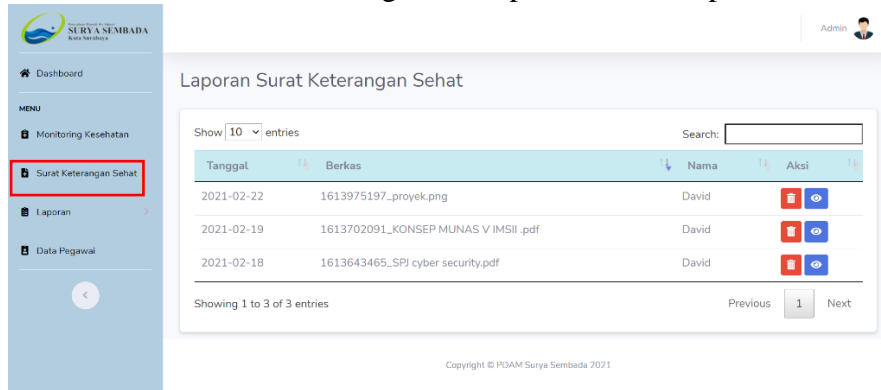 SURYA SEMBADA
Kota Surabaya
Admin
Dashboard
Laporan Surat Keterangan Sehat
MENU
Monitoring Kesehatan
Surat Keterangan Sehat
Laporan
Data Pegawai
Show 10 entries
Search:
Tanggal Berkas Nama Aksi
2021-02-22 1613975197_proyek.png David
2021-02-19 1613702091_KONSEP MUNAS V IMSII .pdf David
2021-02-18 1613643465_SPJ cyber security.pdf David
Showing 1 to 3 of 3 entries
Previous 1 Next
Copyright © PDAM Surya Sembada 2021